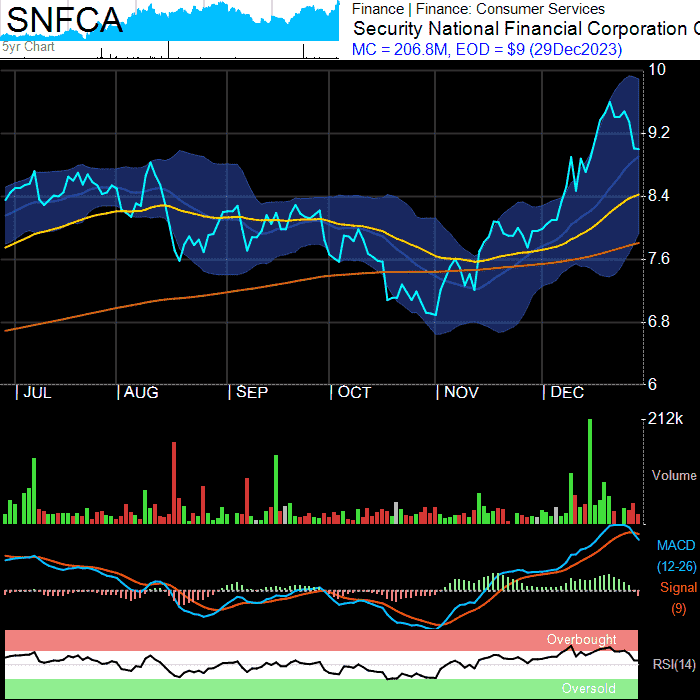 SNFCA
5yr Chart
Finance | Finance: Consumer Services
Security National Financial Corporation C
MC = 206.8M, EOD = $9 (29Dec2023)
10
9.2
8.4
7.6
6.8
6
JUL AUG SEP OCT NOV DEC
212k
Volume
MACD
(12-26)
Signal
(9)
Overbought
RSI(14)
Oversold